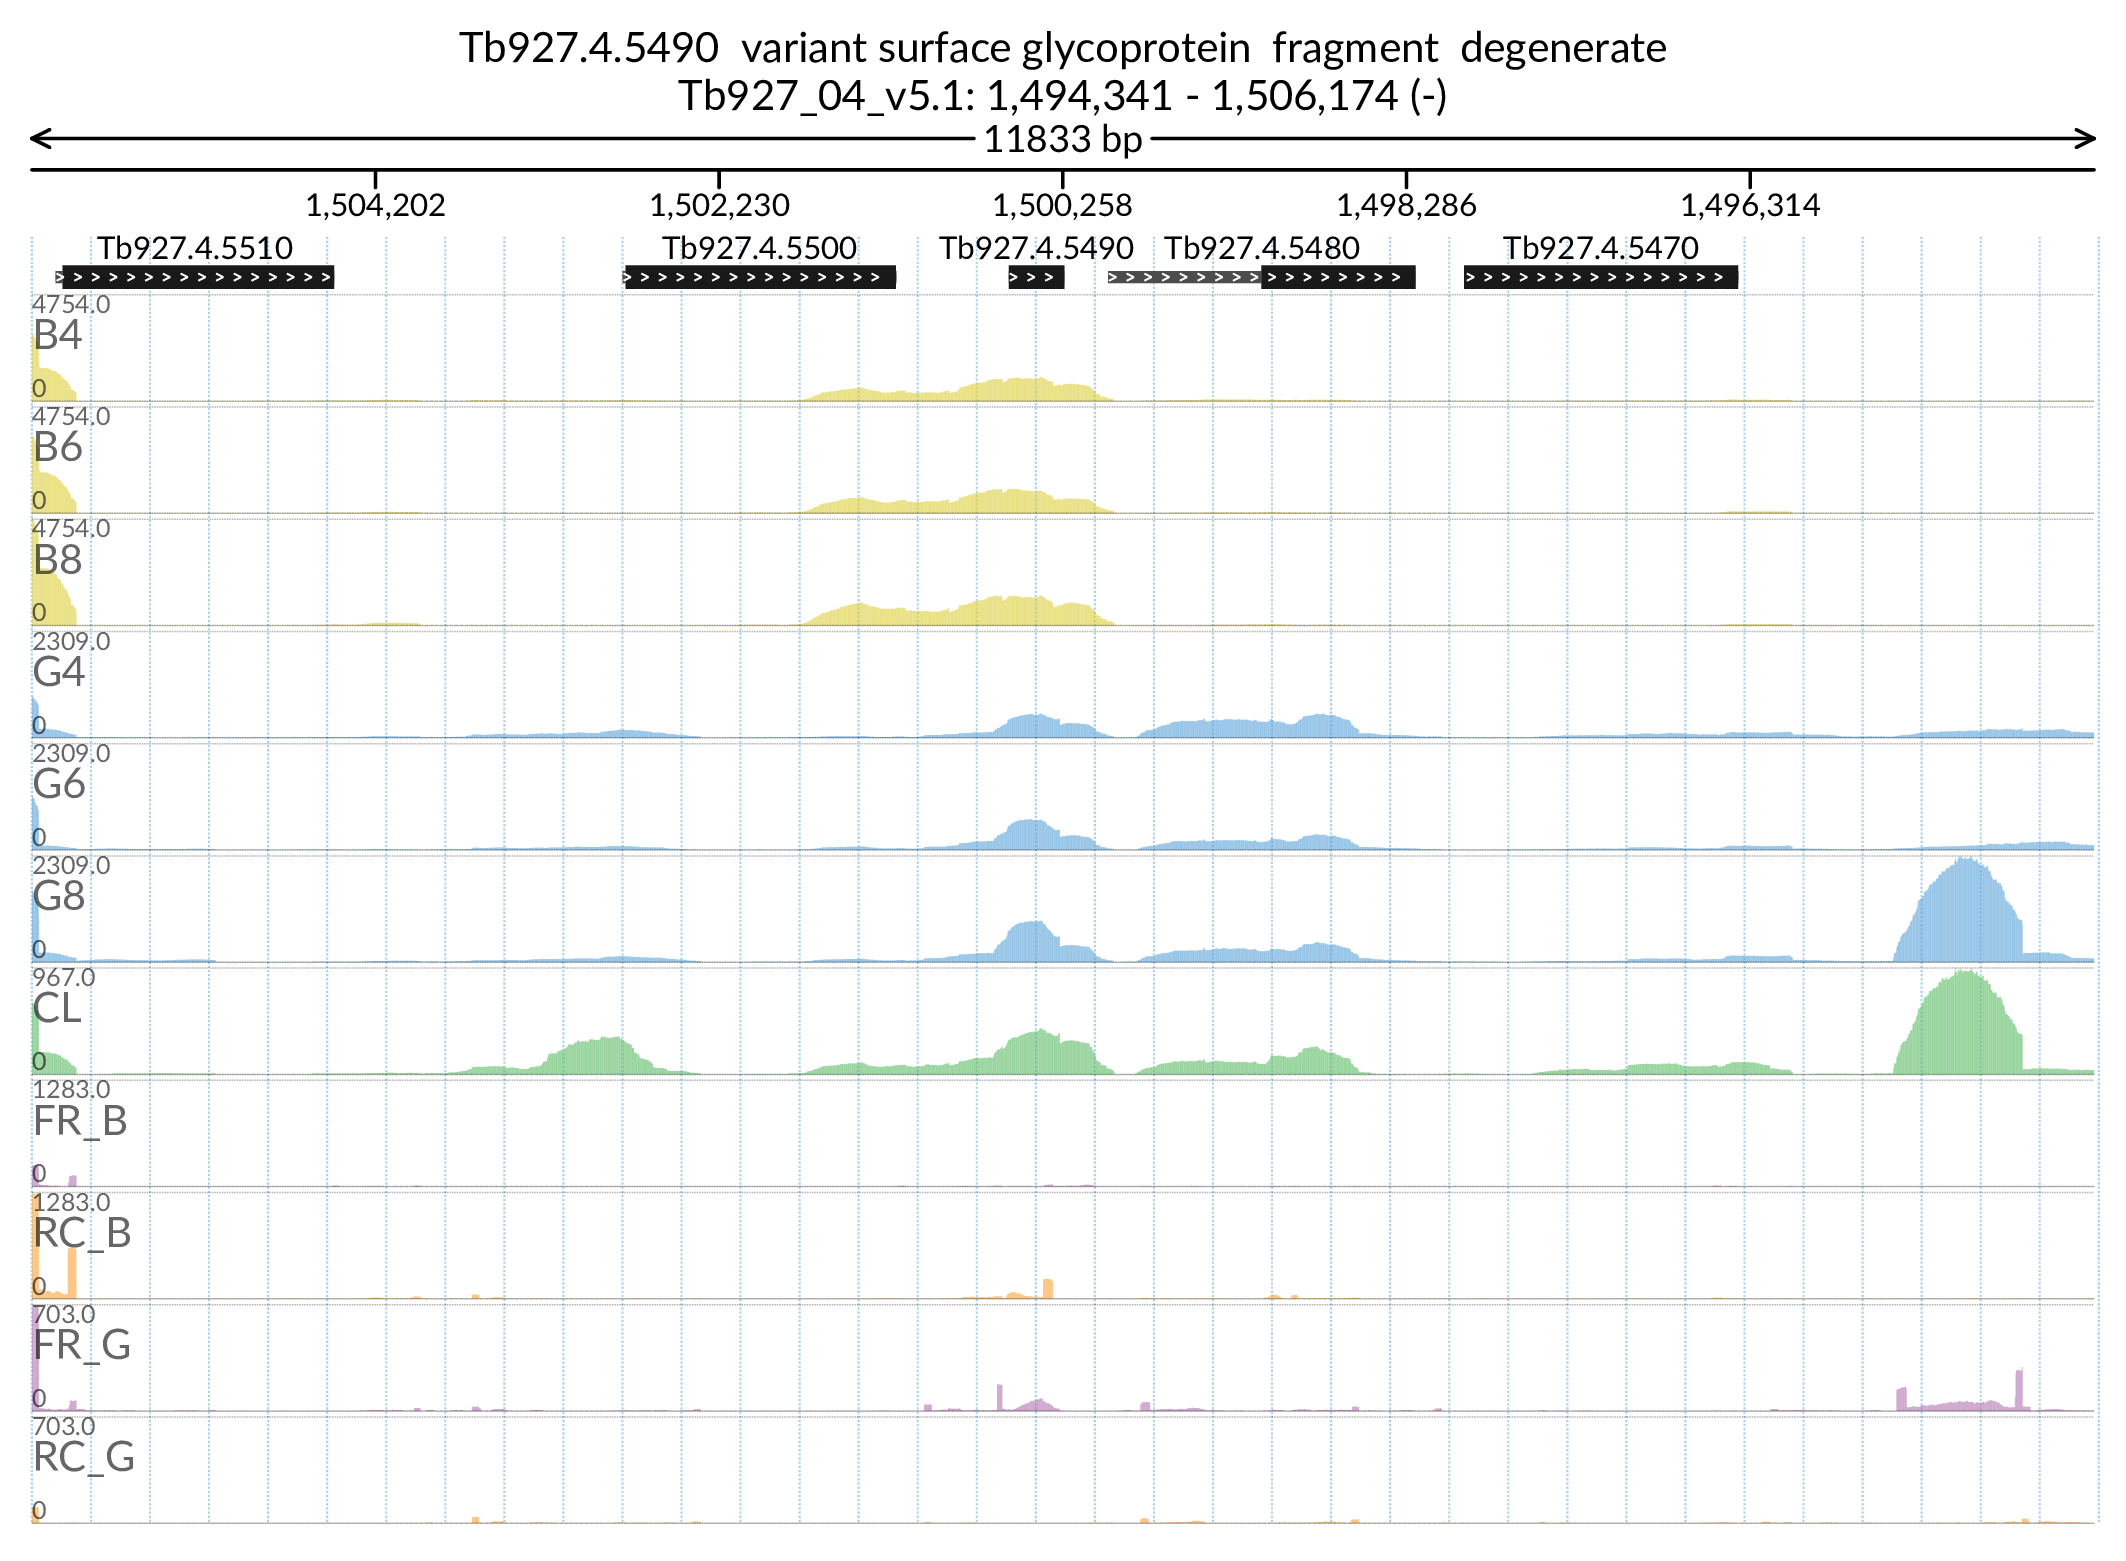 Tb927.4.5490 variant surface glycoprotein fragment degenerate
Tb927_04_v5.1: 1,494,341 - 1,506,174 (-)
11833 bp
1,504,202 1,502,230 1,500,258 1,498,286 1,496,314
Tb927.4.5510 Tb927.4.5500 Tb927.4.5490 Tb927.4.5480 Tb927.4.5470
4754.0
B4
0
4754.0
B6
0
4754.0
B8
0
2309.0
G4
0
2309.0
G6
0
2309.0
G8
0
967.0
CL
0
1283.0
FR_B
0
1283.0
RC_B
0
703.0
FR_G
0
703.0
RC_G
0